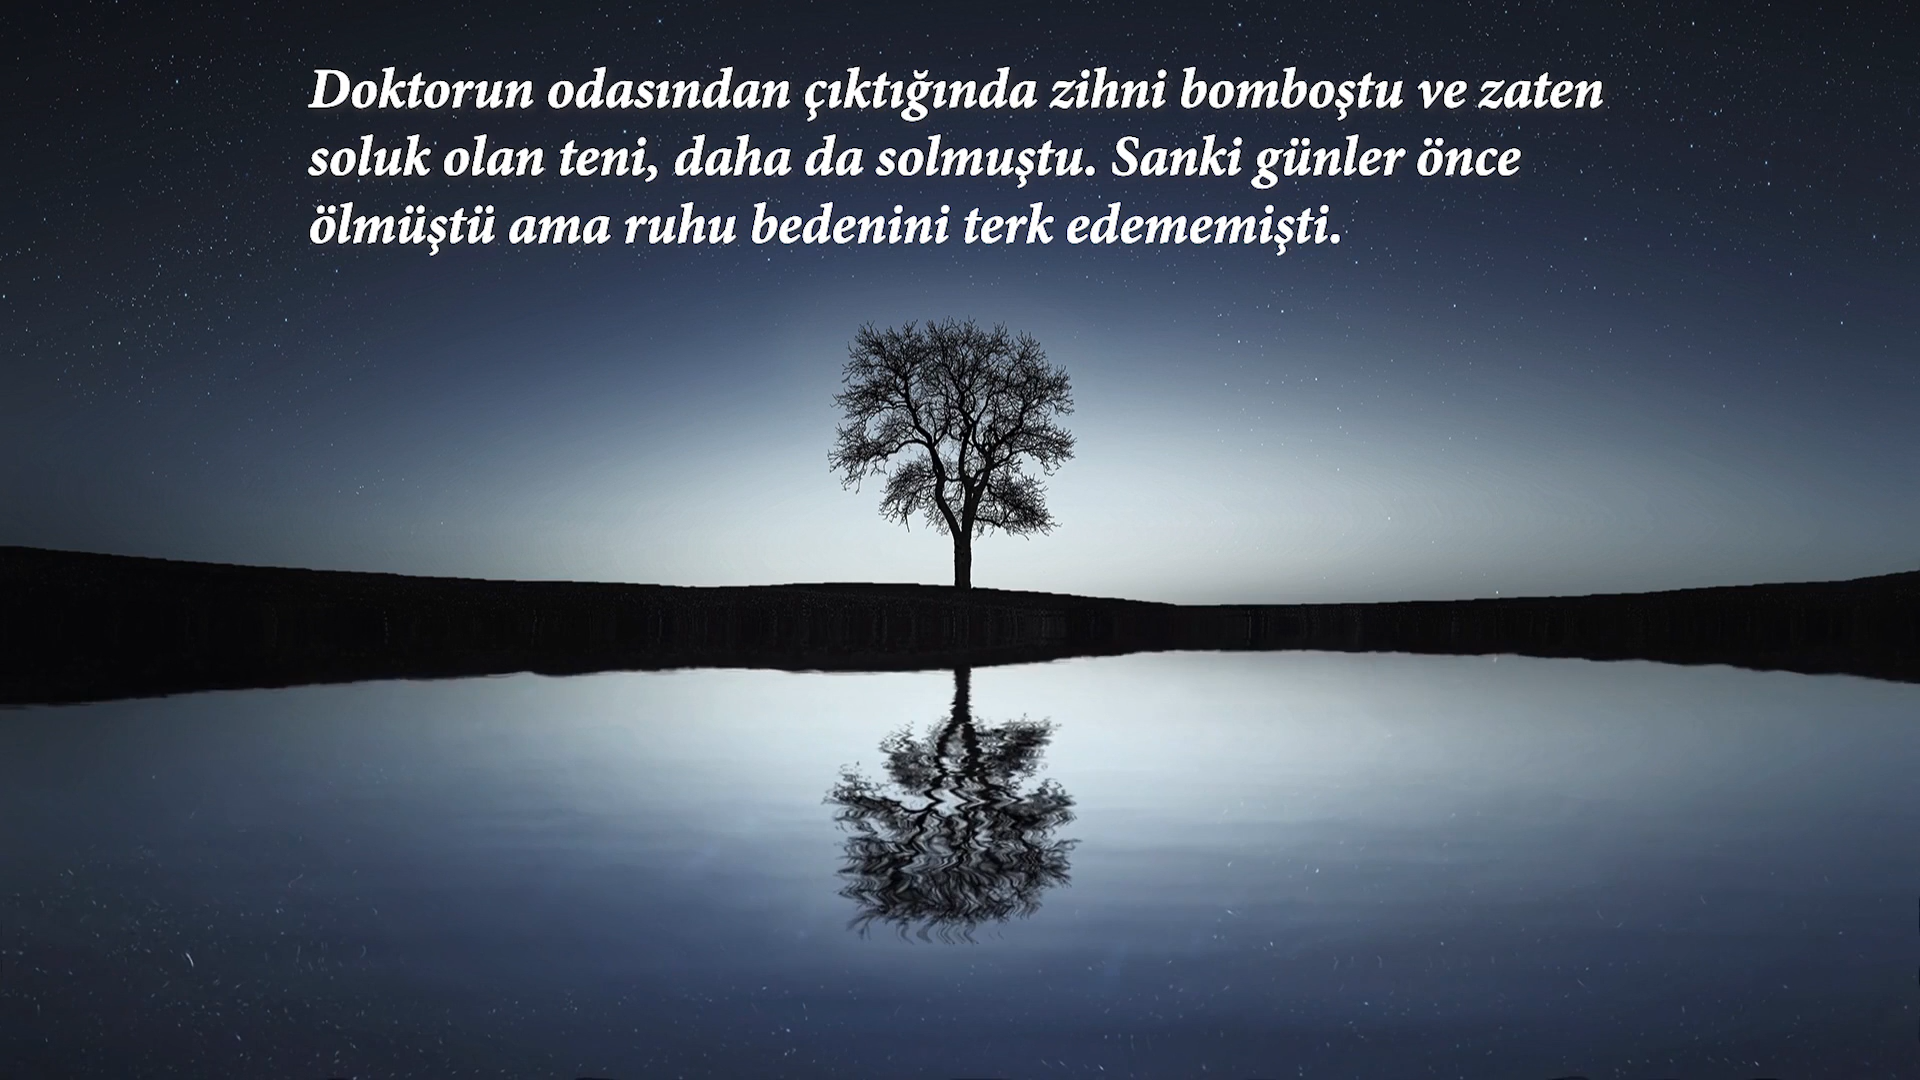 Doktorun odasından çıktığında zihni bomboştu ve zaten
soluk olan teni, daha da solmuştu. Sanki günler önce
ölmüştü ama ruhu bedenini terk edememişti.